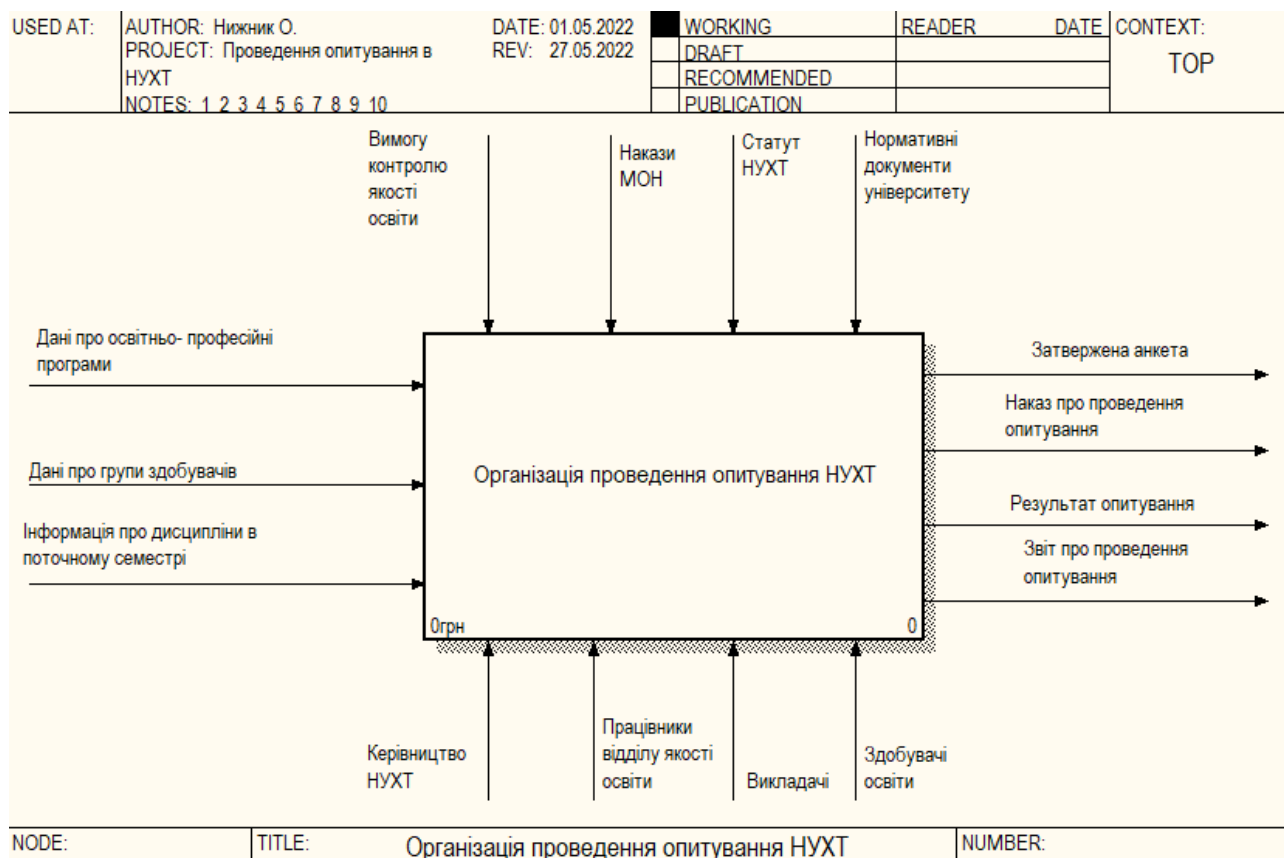 USED AT:
AUTHOR: Нижник О.
DATE: 01.05.2022
PROJECT: Проведення опитування в
НУХТ
REV: 27.05.2022
NOTES: 1 2 3 4 5 6 7 8 9 10
WORKING
DRAFT
RECOMMENDED
PUBLICATION
READER
DATE
CONTEXT:
TOP
Вимогу
контролю
якості
освіти
Накази
МОН
Статут
НУХТ
Нормативні
документи
університету
Дані про освітньо- професійні
програми
Дані про групи здобувачів
Інформація про дисципліни в
поточному семестрі
Організація проведення опитування НУХТ
0грн
0
Затвержена анкета
Наказ про проведення
опитування
Результат опитування
Звіт про проведення
опитування
Керівництво
НУХТ
Працівники
відділу якості
освіти
Викладачі
Здобувачі
освіти
NODE:
TITLE:
Організація проведення опитування НУХТ
NUMBER: